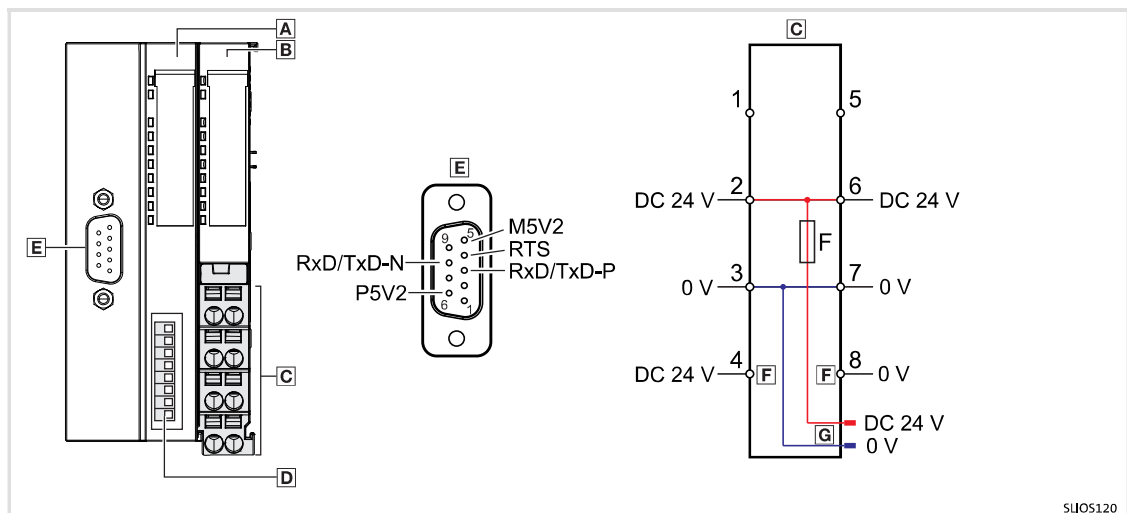 A
B
E
C
D
E
9
5
6
1
M5V2
RTS
RxD/TxD-P
RxD/TxD-N
P5V2
C
1
5
2
6
DC 24 V
DC 24 V
F
3
7
0 V
0 V
4
8
DC 24 V
F
F
0 V
DC 24 V
G
0 V
SLIOS120